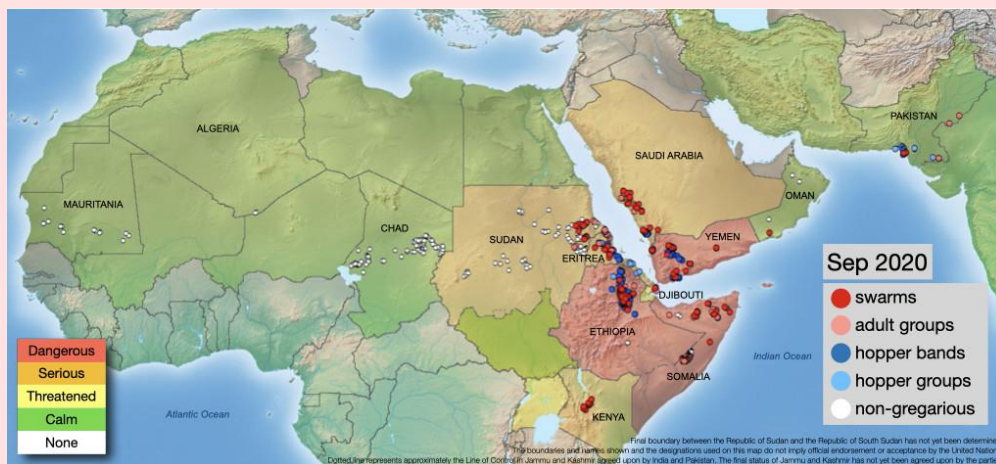 ALGERIA
PAKISTAN
SAUDI ARABIA
MAURITANIA
OMAN
CHAD
SUDAN
YEMEN
ERITREA
DJIBOUTI
ETHIOPIA
SOMALIA
KENYA
Indian Ocean
Atlantic Ocean
Sep 2020
swarms
adult groups
hopper bands
hopper groups
non-gregarious
Dangerous
Serious
Threatened
Calm
None
Final boundary between the Republic of Sudan and the Republic of South Sudan has not yet been determine
The boundaries and names shown and the designations used on this map do not imply official endorsement or acceptance by the United Nation
Dotted line represents approximately the Line of Control in Jammu and Kashmir agreed upon by India and Pakistan. The final status of Jammu and Kashmir has not yet been agreed upon by the partie